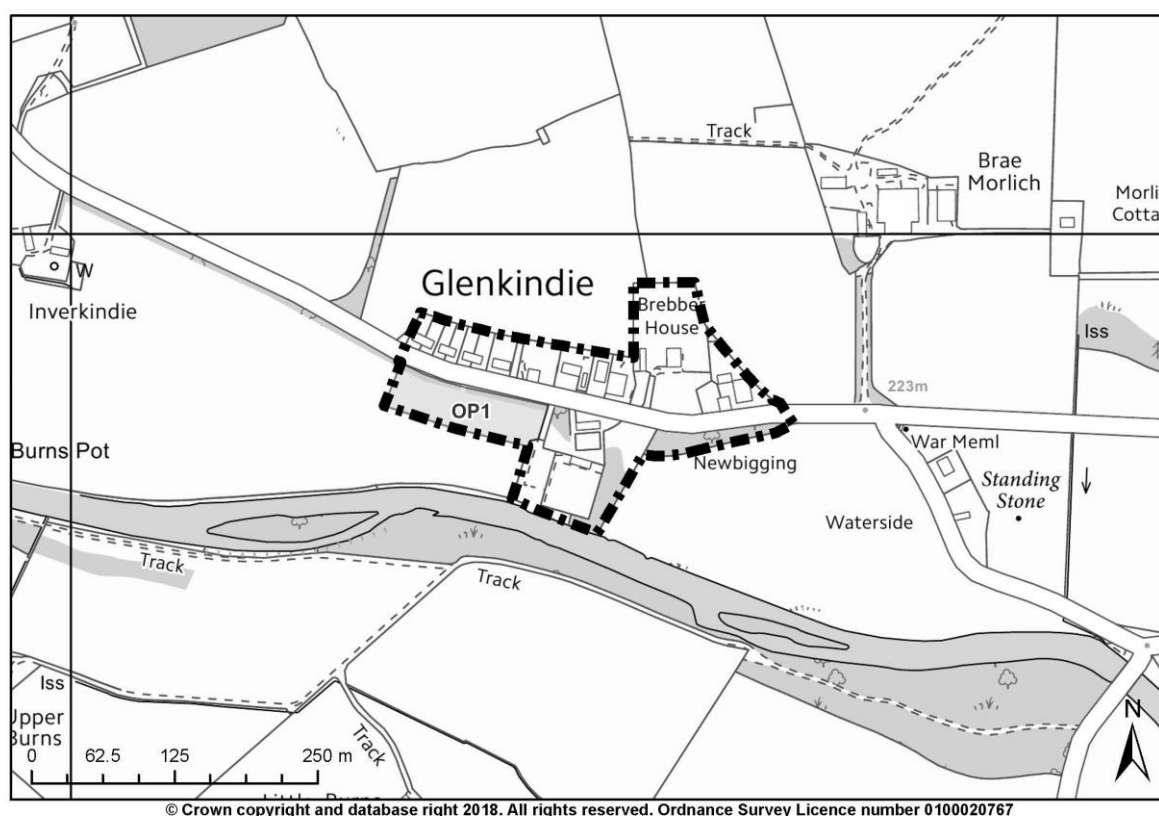 Track
Brae
Morlich
Morli
Cotta
W
Inverkindie
Glenkindie
Brebber
House
Iss
223m
OP1
Burns Pot
War Meml
Newbigging
Standing
Stone
Waterside
Track
Track
Iss
Upper
Burns
Track
N
0 62.5 125 250 m
© Crown copyright and database right 2018. All rights reserved. Ordnance Survey Licence number 0100020767